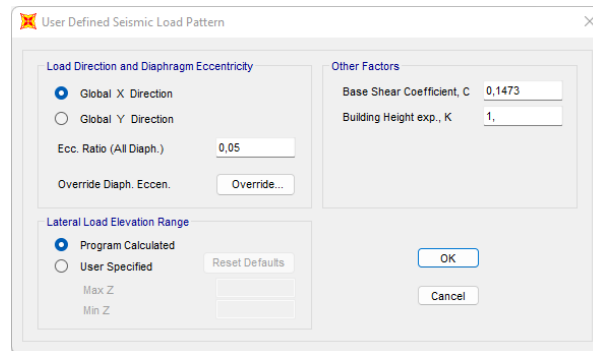 User Defined Seismic Load Pattern
Load Direction and Diaphragm Eccentricity
Global X Direction
Global Y Direction
Ecc. Ratio (All Diaph.) 0,05
Override Diaph. Eccen. Override...
Other Factors
Base Shear Coefficient, C 0,1473
Building Height exp., K 1,
Lateral Load Elevation Range
Program Calculated
User Specified Reset Defaults
Max Z
Min Z
OK
Cancel